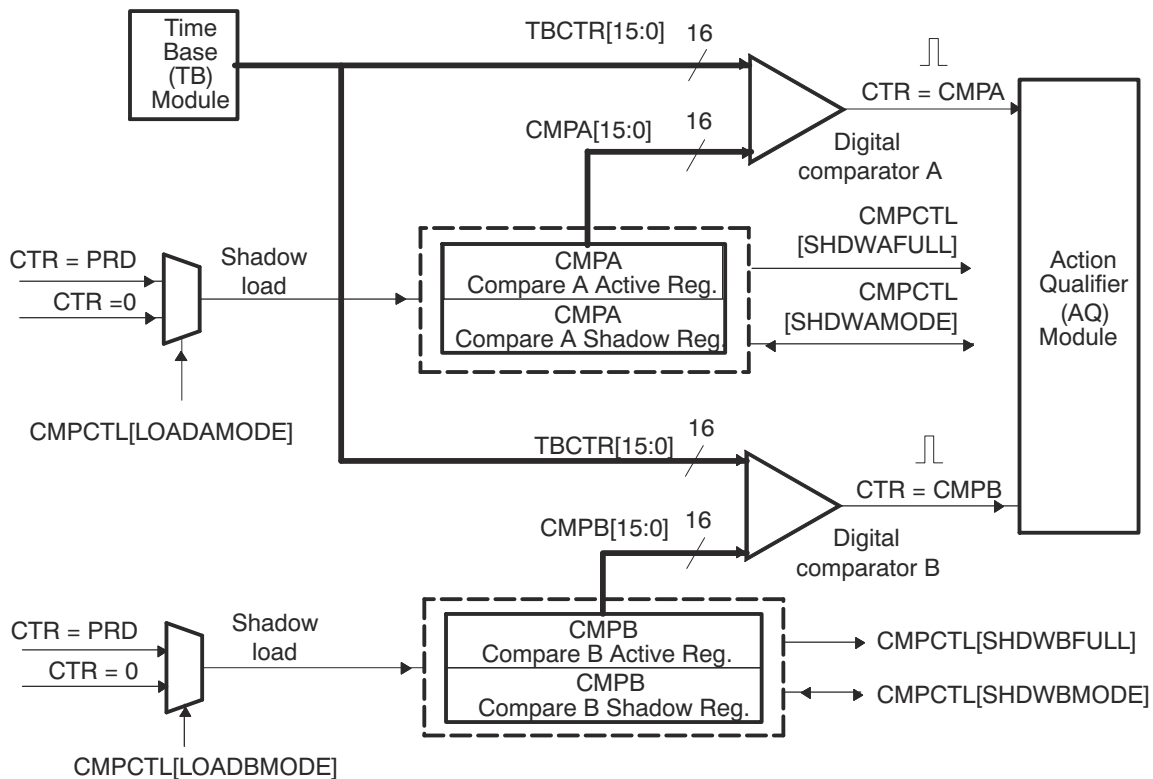 Time
Base
(TB)
Module
TBCTR[15:0]
16
CTR = CMPA
CMPA[15:0]
16
Digital
comparator A
CTR = PRD
CTR =0
Shadow
load
CMPA
Compare A Active Reg.
CMPA
Compare A Shadow Reg.
CMPCTL
[SHDWAFULL]
CMPCTL
[SHDWAMODE]
Action
Qualifier
(AQ)
Module
CMPCTL[LOADAMODE]
TBCTR[15:0]
16
CTR = CMPB
CMPB[15:0]
16
Digital
comparator B
CTR = PRD
CTR = 0
Shadow
load
CMPB
Compare B Active Reg.
CMPB
Compare B Shadow Reg.
CMPCTL[SHDWBFULL]
CMPCTL[SHDWBMODE]
CMPCTL[LOADBMODE]